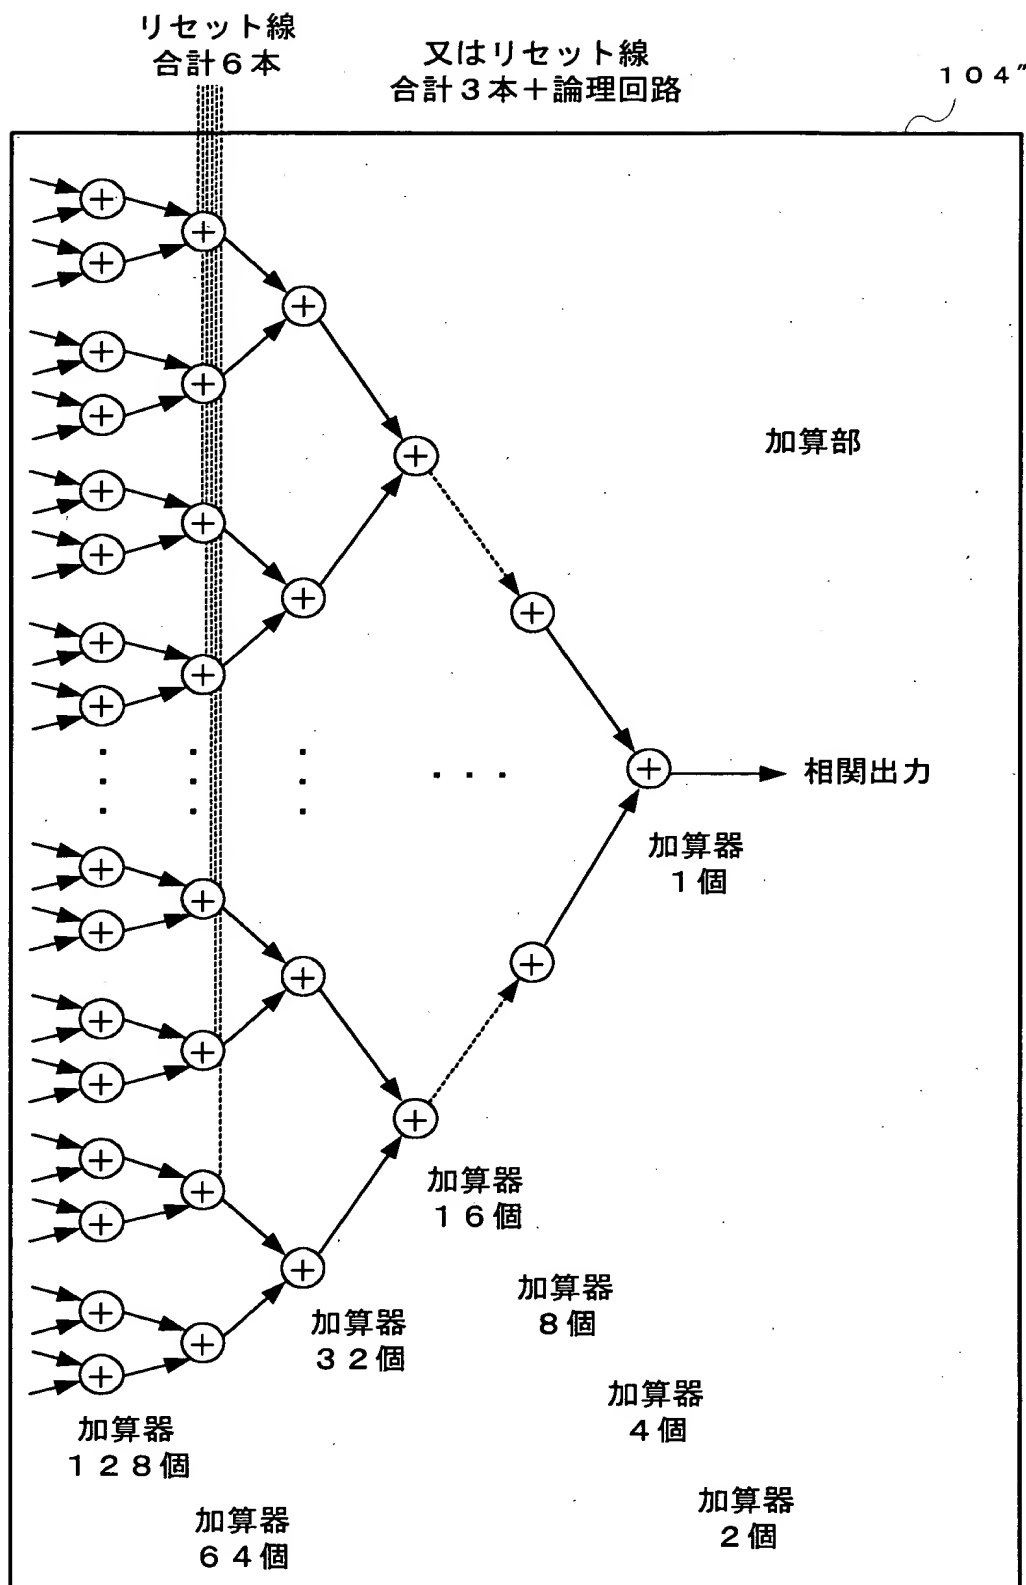 リセット線
合計6本
又はリセット線
合計3本+論理回路
104″
加算部
相関出力
加算器
1個
加算器
16個
加算器
8個
加算器
32個
加算器
4個
加算器
128個
加算器
2個
加算器
64個